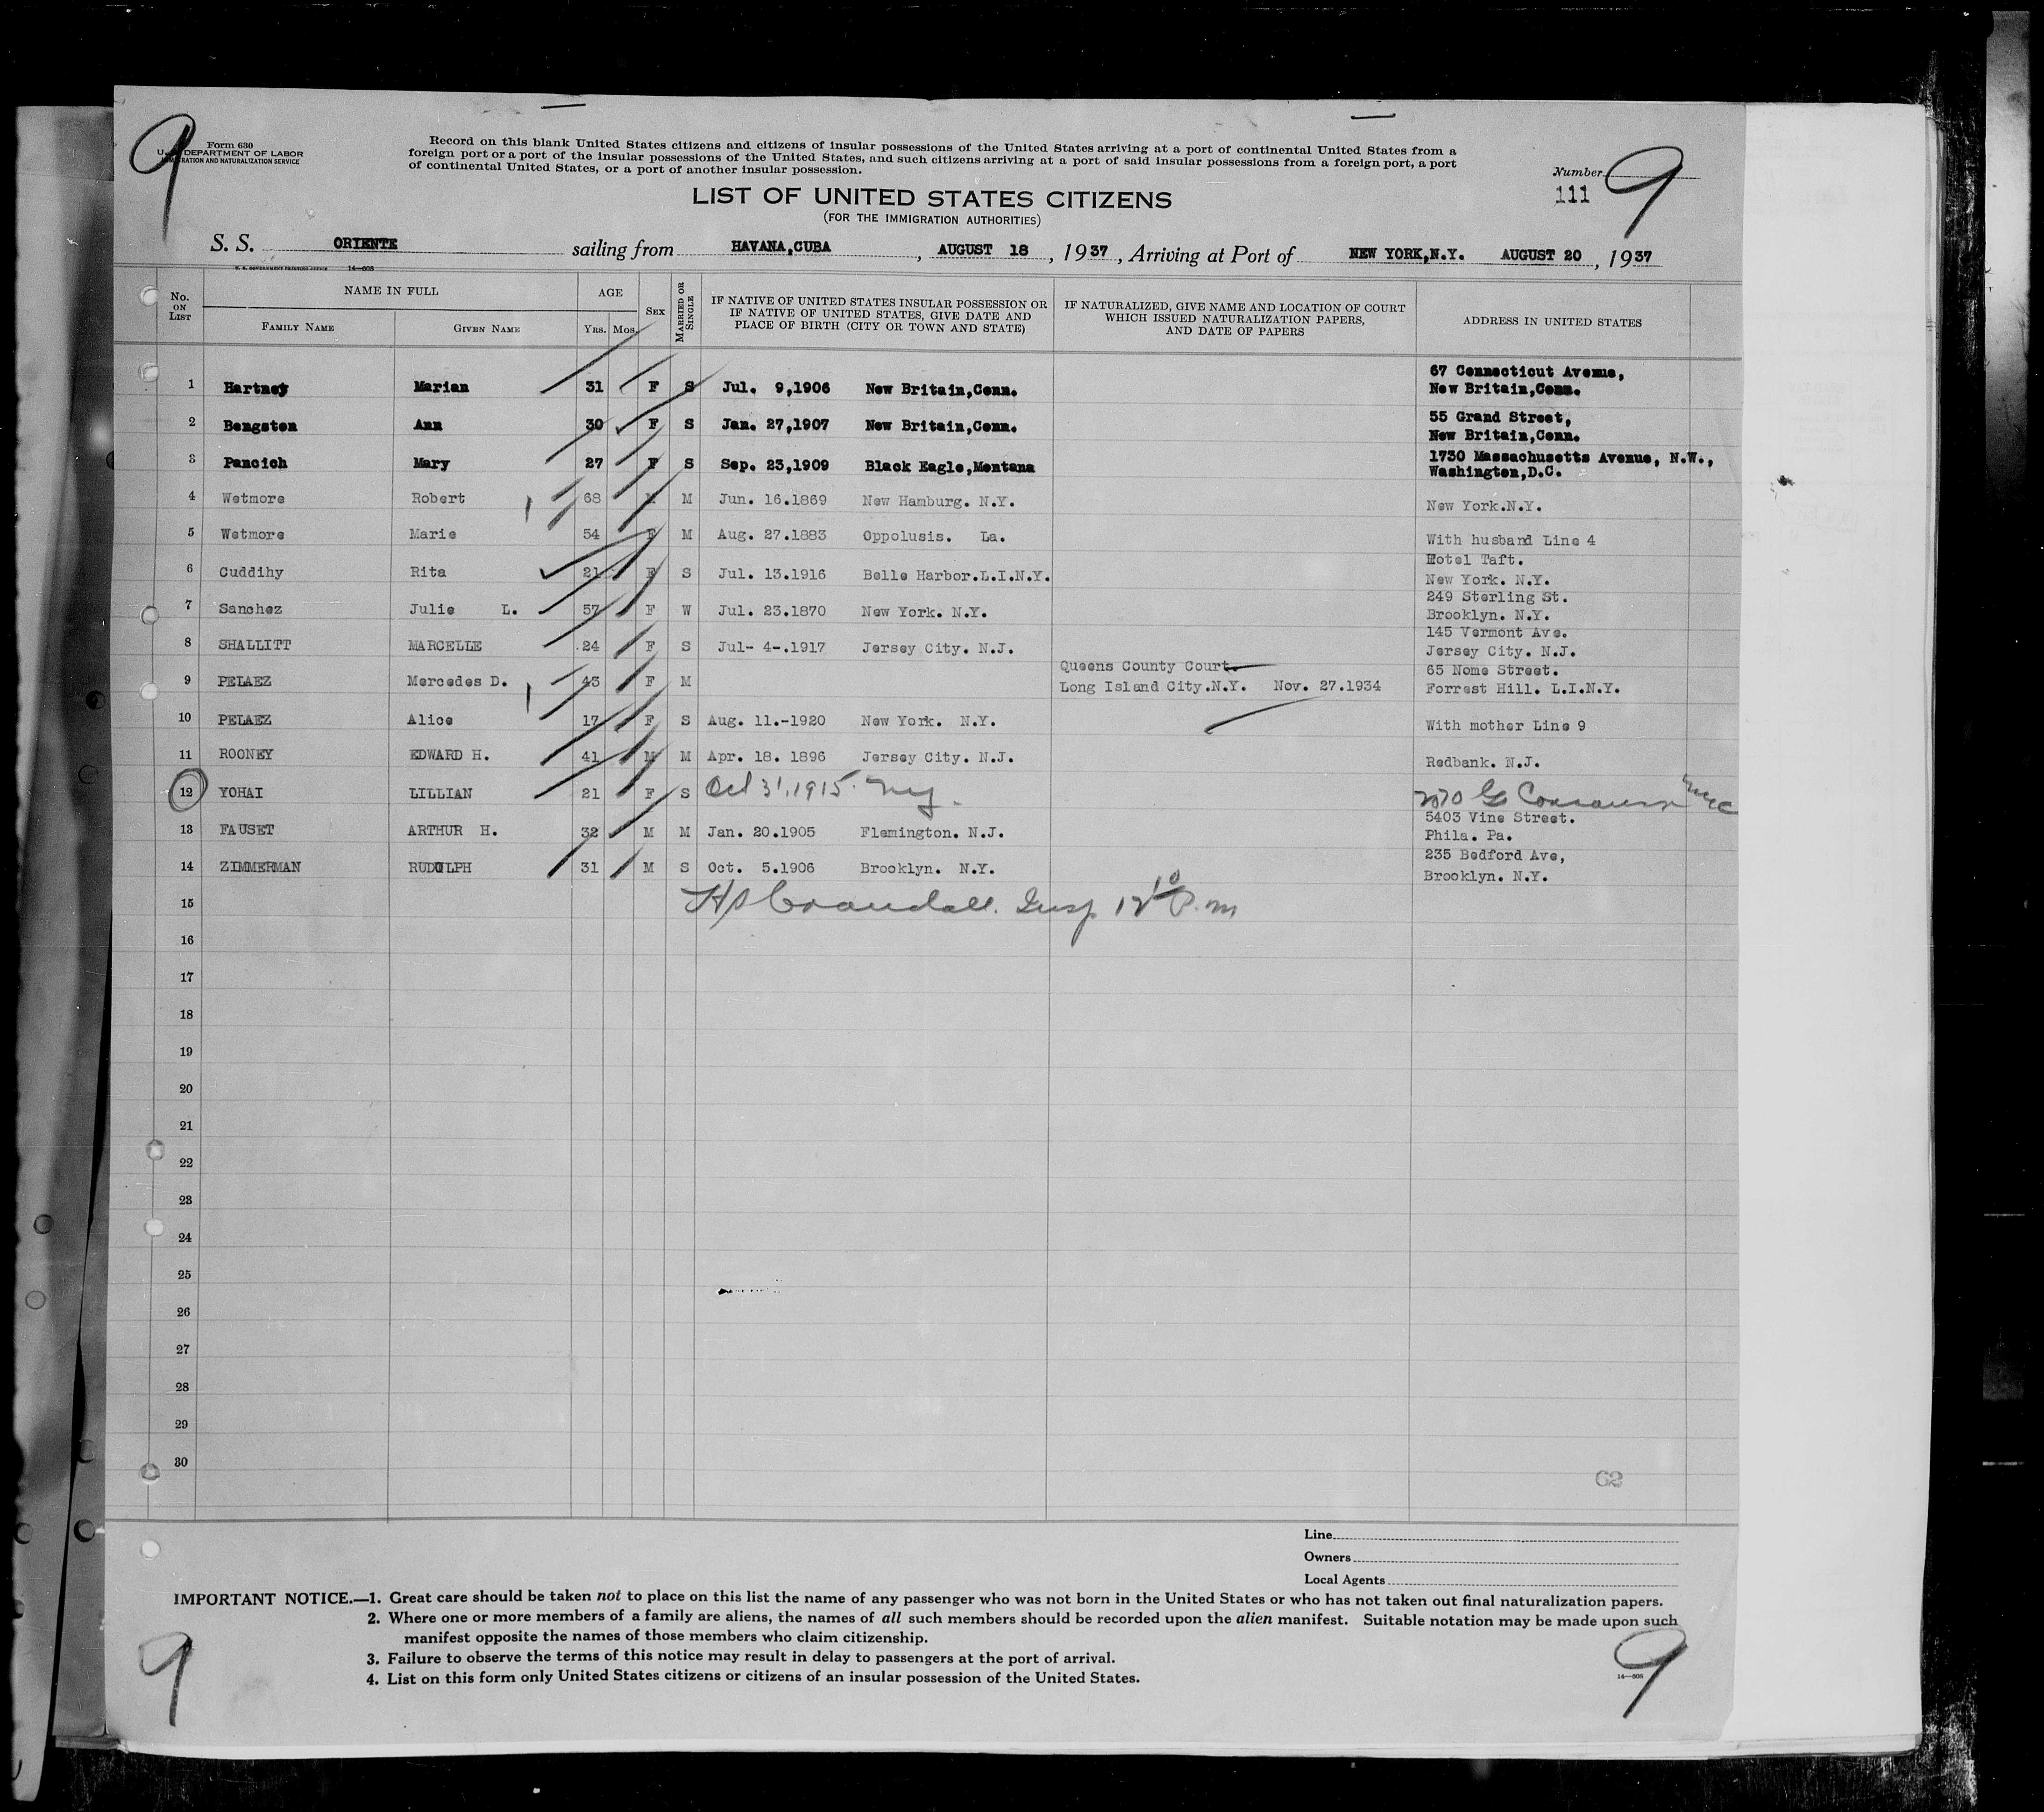 9
Form 630
U. S. DEPARTMENT OF LABOR
IMMIGRATION AND NATURALIZATION SERVICE
Record on this blank United States citizens and citizens of insular possessions of the United States arriving at a port of continental United States from a
foreign port or a port of the insular possessions of the United States, and such citizens arriving at a port of said insular possessions from a foreign port, a port
of continental United States, or a port of another insular possession.
Number 9
111
LIST OF UNITED STATES CITIZENS
(FOR THE IMMIGRATION AUTHORITIES)
S. S. ORIENTE sailing from HAVANA,CUBA , AUGUST 18 , 1937 , Arriving at Port of NEW YORK,N.Y. AUGUST 20 , 1937
U. S. GOVERNMENT PRINTING OFFICE 14-608
No. ON LIST
NAME IN FULL
FAMILY NAME GIVEN NAME
AGE
YRS. MOS.
SEX
MARRIED OR SINGLE
IF NATIVE OF UNITED STATES INSULAR POSSESSION OR
IF NATIVE OF UNITED STATES, GIVE DATE AND
PLACE OF BIRTH (CITY OR TOWN AND STATE)
IF NATURALIZED, GIVE NAME AND LOCATION OF COURT
WHICH ISSUED NATURALIZATION PAPERS,
AND DATE OF PAPERS
ADDRESS IN UNITED STATES
67 Connecticut Avenue,
1 Hartney Marian 31 F S Jul. 9,1906 New Britain,Conn. New Britain,Conn.
55 Grand Street,
2 Bengston Ann 30 F S Jan. 27,1907 New Britain,Conn. New Britain,Conn.
1730 Massachusetts Avenue, N.W.,
3 Pancich Mary 27 F S Sep. 23,1909 Black Eagle,Montana Washington,D.C.
4 Wetmore Robert 68 M M Jun. 16.1869 New Hamburg. N.Y. New York.N.Y.
5 Wetmore Marie 54 F M Aug. 27.1883 Oppolusis. La. With husband Line 4
Hotel Taft.
6 Cuddihy Rita 21 F S Jul. 13.1916 Belle Harbor.L.I.N.Y. New York. N.Y.
249 Sterling St.
7 Sanchez Julie L. 57 F W Jul. 23.1870 New York. N.Y. Brooklyn. N.Y.
145 Vermont Ave.
8 SHALLITT MARCELLE 24 F S Jul- 4-.1917 Jersey City. N.J. Jersey City. N.J.
Queens County Court. 65 Nome Street.
9 PELAEZ Mercedes D. 43 F M Long Island City.N.Y. Nov. 27.1934 Forrest Hill. L.I.N.Y.
10 PELAEZ Alice 17 F S Aug. 11.-1920 New York. N.Y. With mother Line 9
11 ROONEY EDWARD H. 41 M M Apr. 18. 1896 Jersey City. N.J. Redbank. N.J.
12 YOHAI LILLIAN 21 F S Oct 31,1915. NY. 2070 Gd Concourse NYC
5403 Vine Street.
13 FAUSET ARTHUR H. 32 M M Jan. 20.1905 Flemington. N.J. Phila. Pa.
235 Bedford Ave,
14 ZIMMERMAN RUDOLPH 31 M S Oct. 5.1906 Brooklyn. N.Y. Brooklyn. N.Y.
15 Crandall. Insp 12 10 P.m
16
17
18
19
20
21
22
23
24
25
26
27
28
29
30
62
Line
Owners
Local Agents
IMPORTANT NOTICE.—1. Great care should be taken not to place on this list the name of any passenger who was not born in the United States or who has not taken out final naturalization papers.
2. Where one or more members of a family are aliens, the names of all such members should be recorded upon the alien manifest. Suitable notation may be made upon such
manifest opposite the names of those members who claim citizenship.
3. Failure to observe the terms of this notice may result in delay to passengers at the port of arrival.
4. List on this form only United States citizens or citizens of an insular possession of the United States.
14-608
9 9